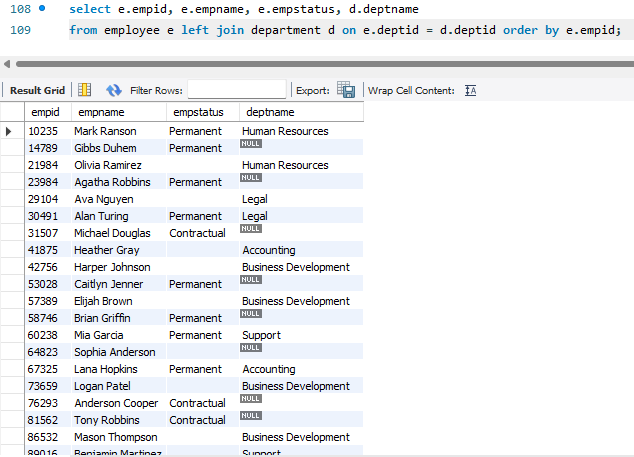 108 select e.empid, e.empname, e.empstatus, d.deptname
109 from employee e left join department d on e.deptid = d.deptid order by e.empid;
Result Grid Filter Rows: Export: Wrap Cell Content:
empid empname empstatus deptname
10235 Mark Ranson Permanent Human Resources
14789 Gibbs Duhem Permanent NULL
21984 Olivia Ramirez Human Resources
23984 Agatha Robbins Permanent NULL
29104 Ava Nguyen Legal
30491 Alan Turing Permanent Legal
31507 Michael Douglas Contractual NULL
41875 Heather Gray Accounting
42756 Harper Johnson Business Development
53028 Caitlyn Jenner Permanent NULL
57389 Elijah Brown Business Development
58746 Brian Griffin Permanent NULL
60238 Mia Garcia Permanent Support
64823 Sophia Anderson NULL
67325 Lana Hopkins Permanent Accounting
73659 Logan Patel Business Development
76293 Anderson Cooper Contractual NULL
81562 Tony Robbins Contractual NULL
86532 Mason Thompson Business Development
89016 Benjamin Martinez Support